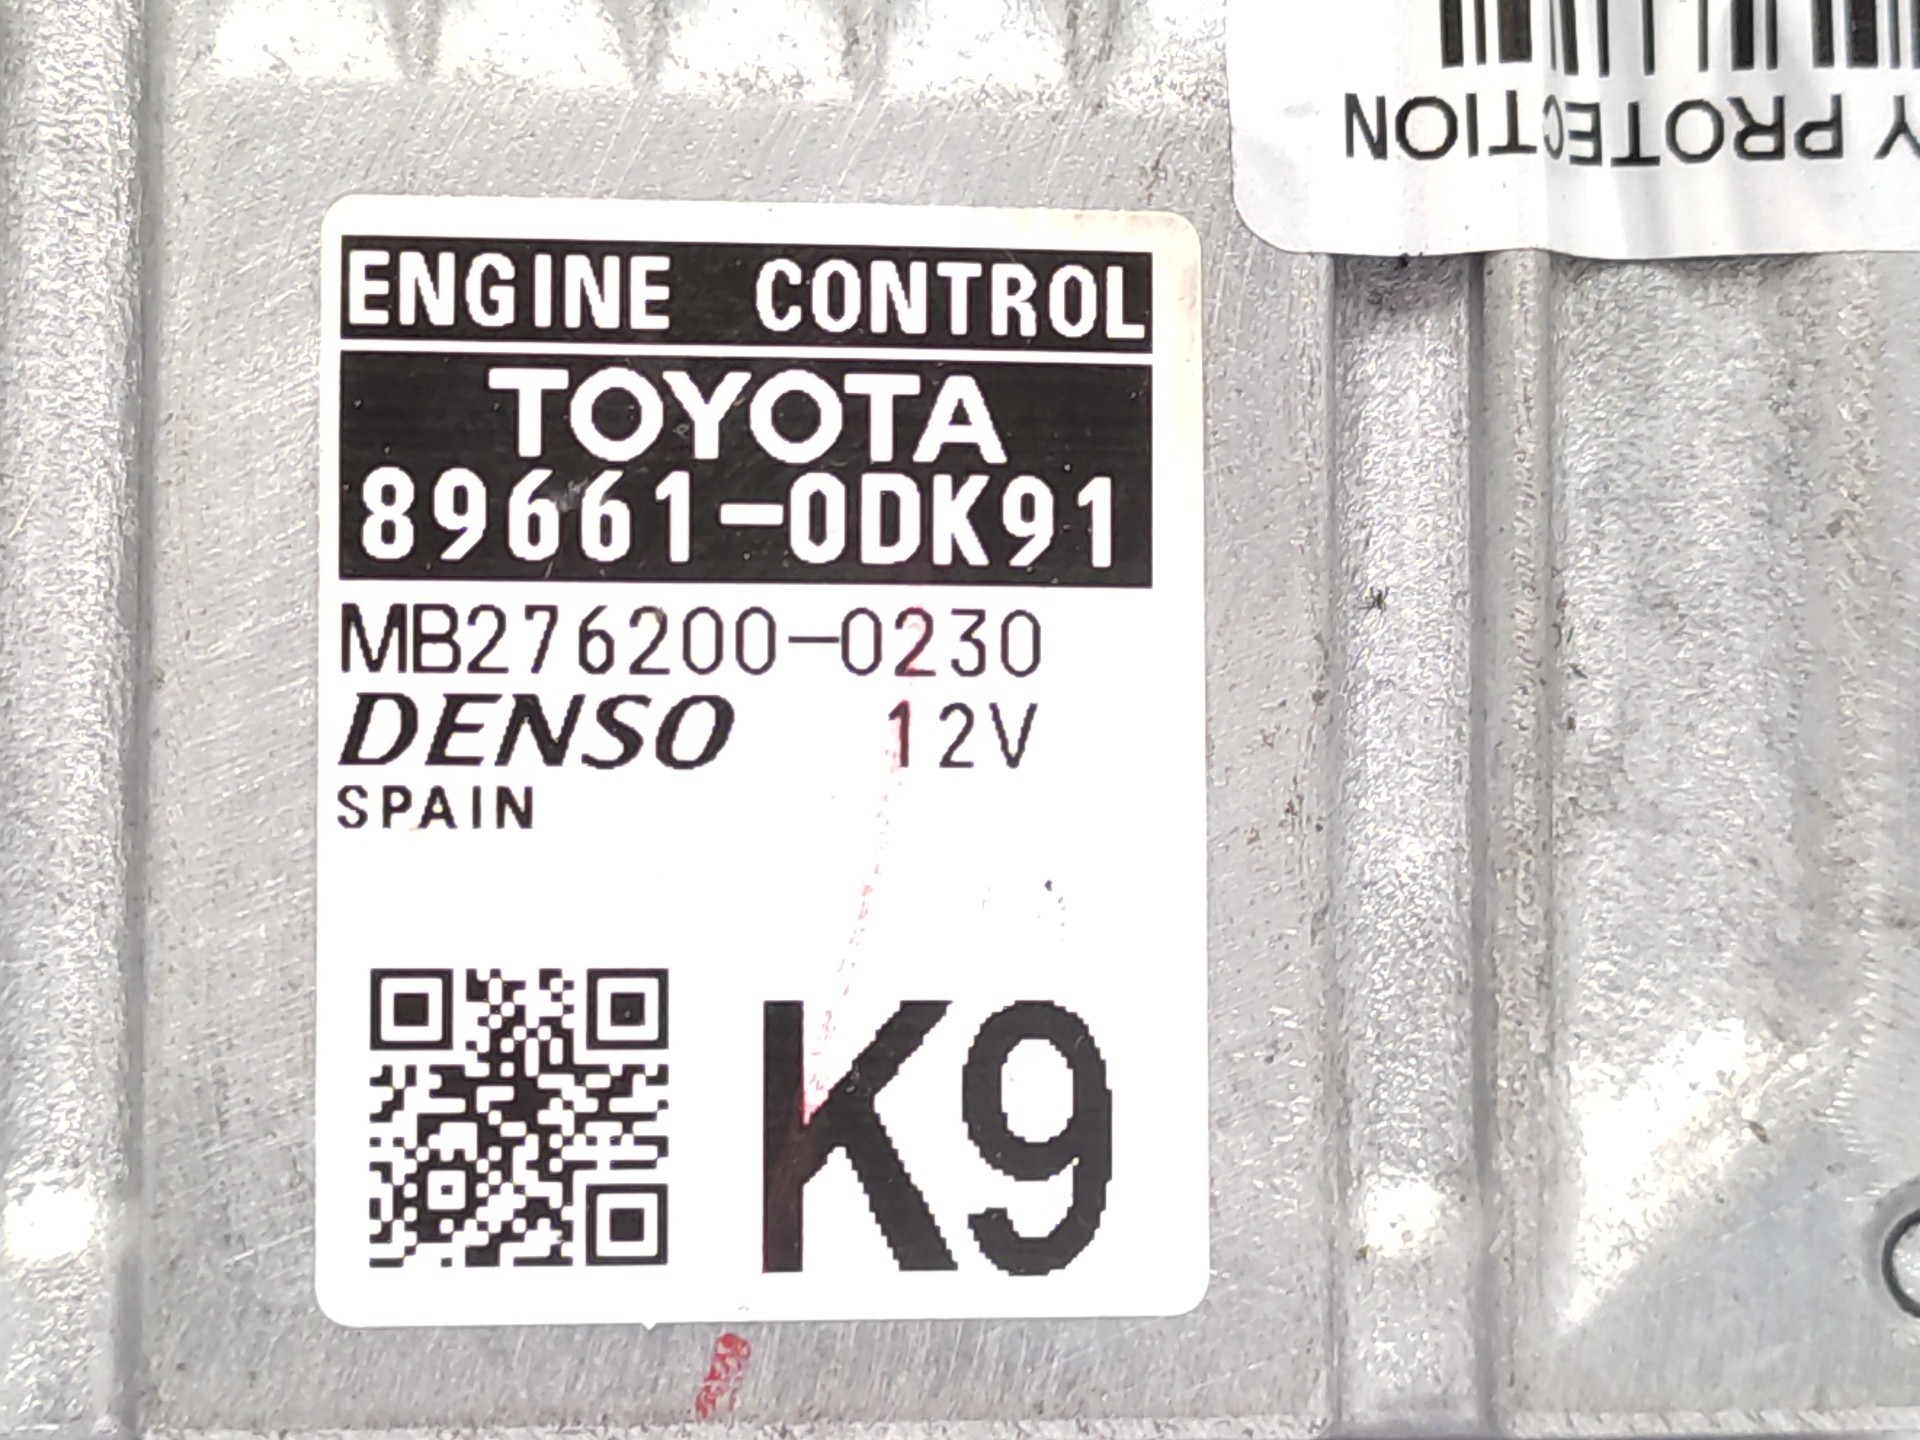 Y PROTECTION
ENGINE CONTROL
TOYOTA
89661-0DK91
MB276200-0230
DENSO 12V
SPAIN
K9